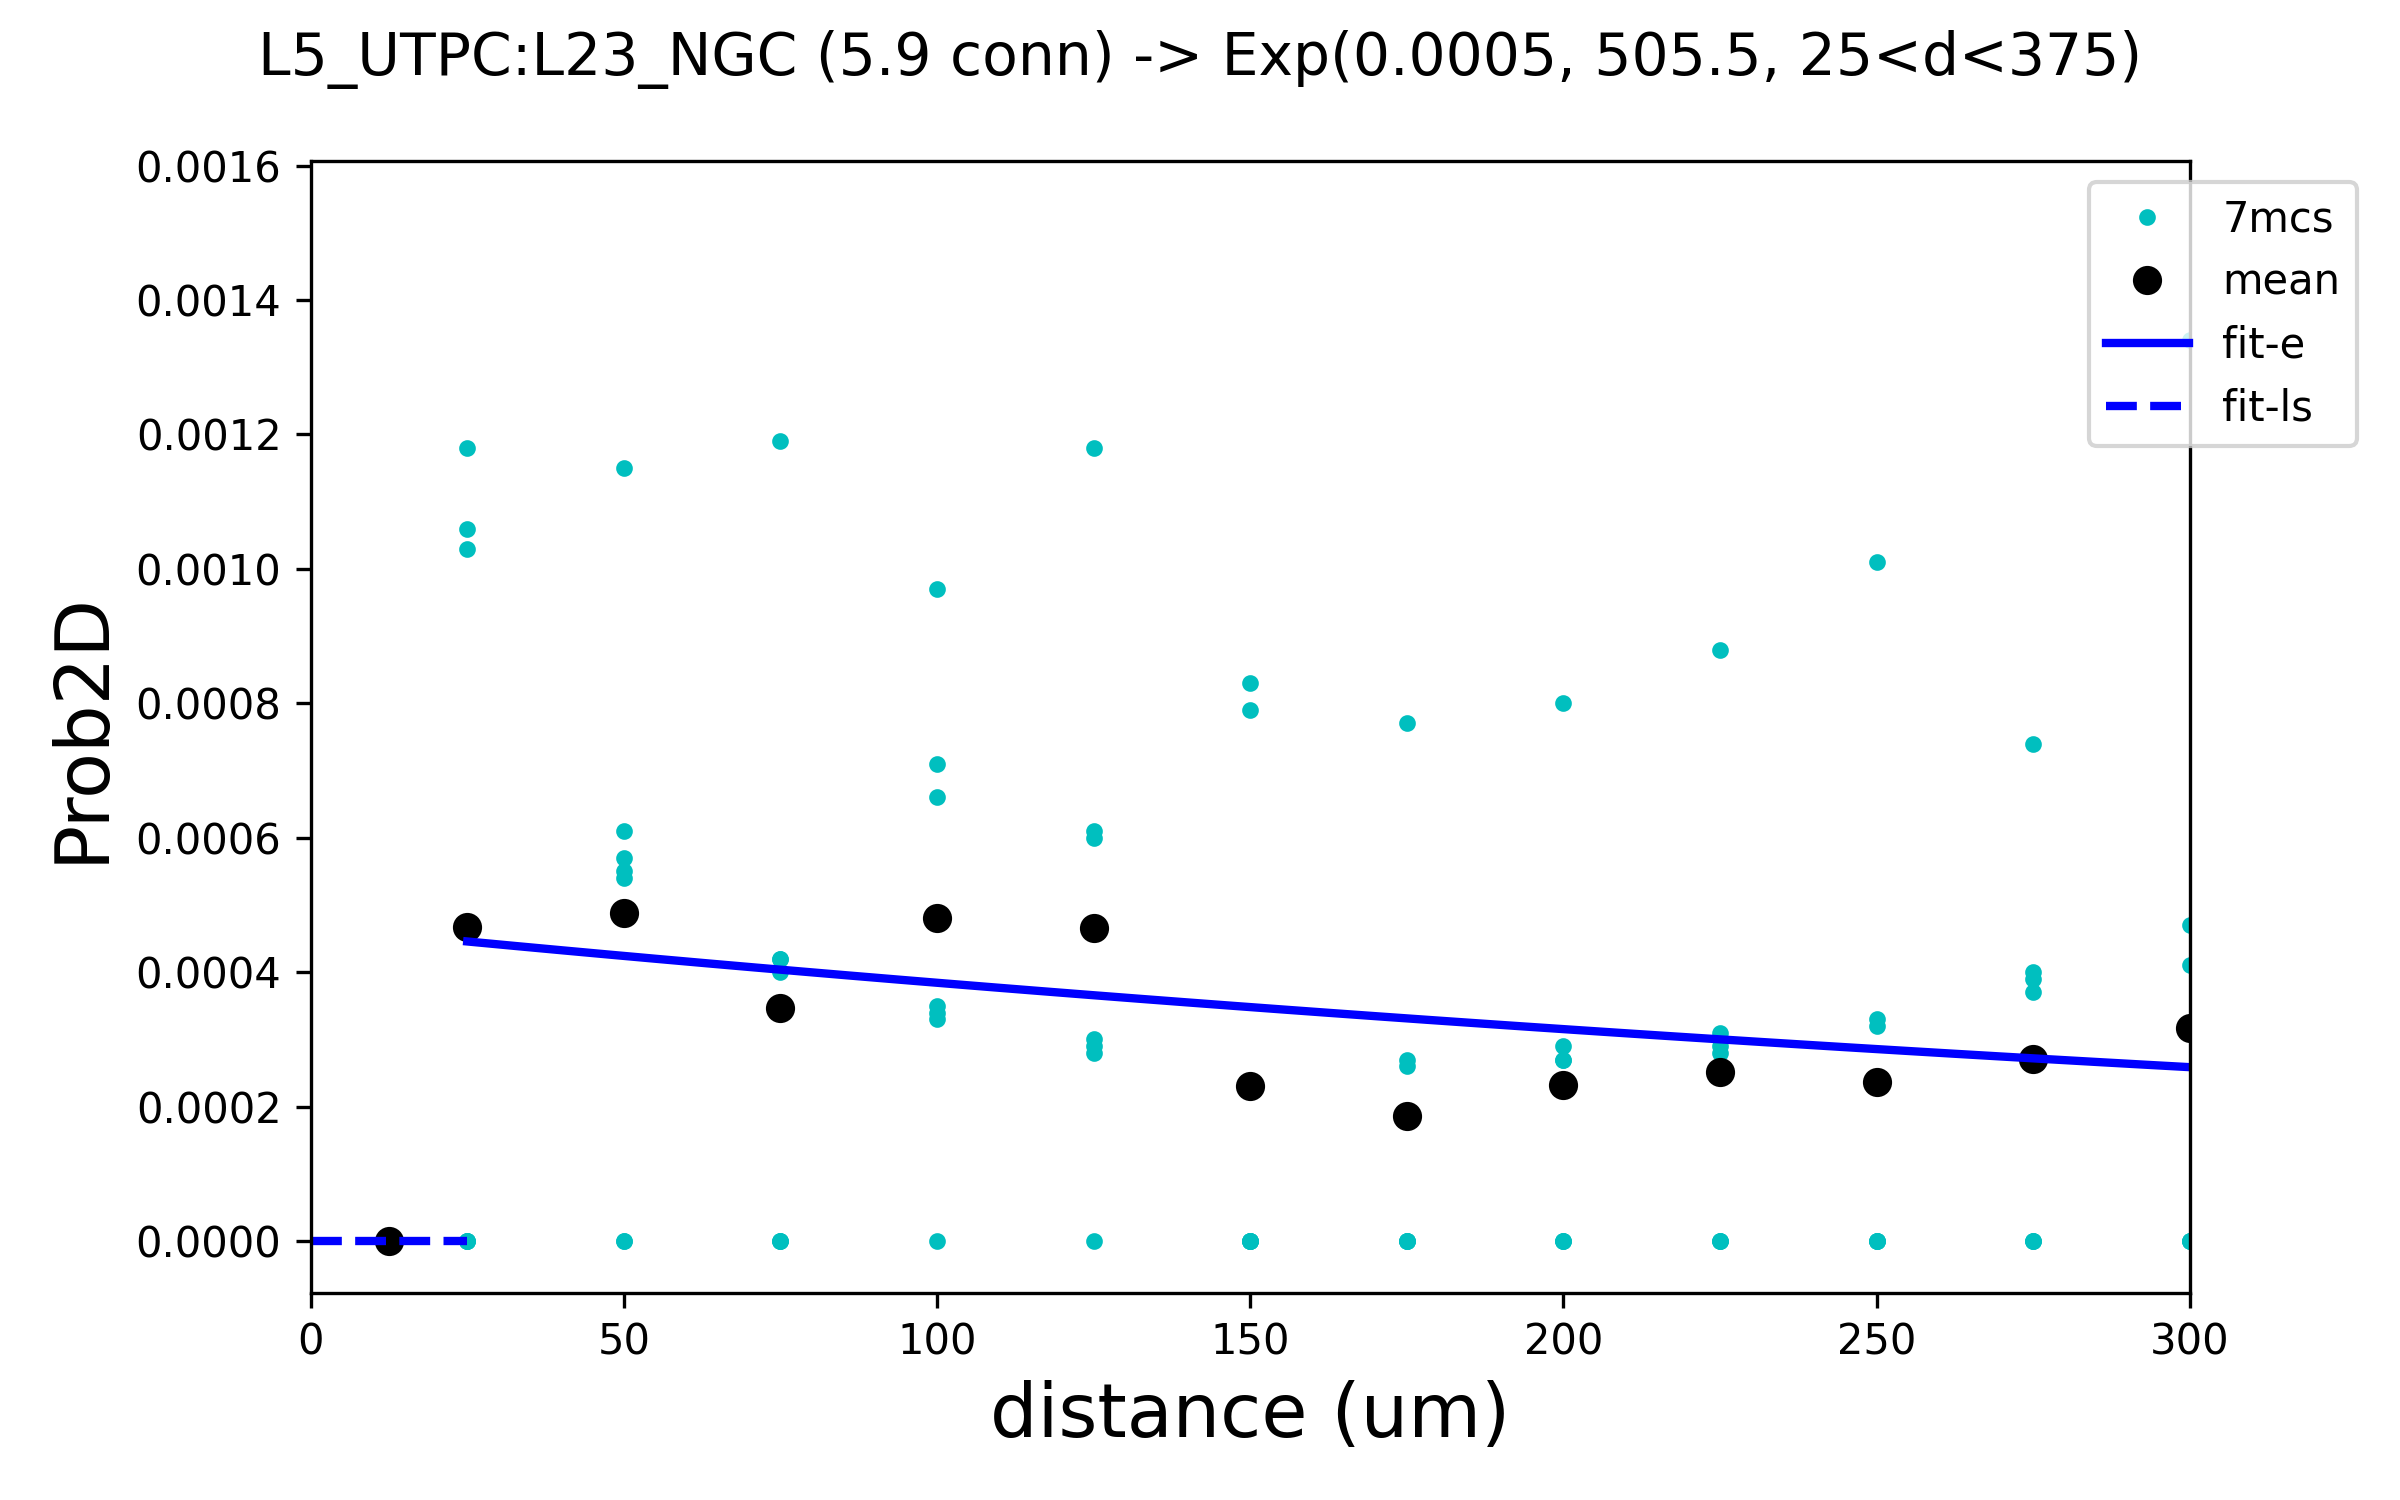 L5_UTPC:L23_NGC (5.9 conn) -> Exp(0.0005, 505.5, 25<d<375)
0.0016
0.0014
0.0012
0.0010
0.0008
0.0006
0.0004
0.0002
0.0000
Prob2D
7mcs
mean
fit-e
fit-ls
0 50 100 150 200 250 300
distance (um)